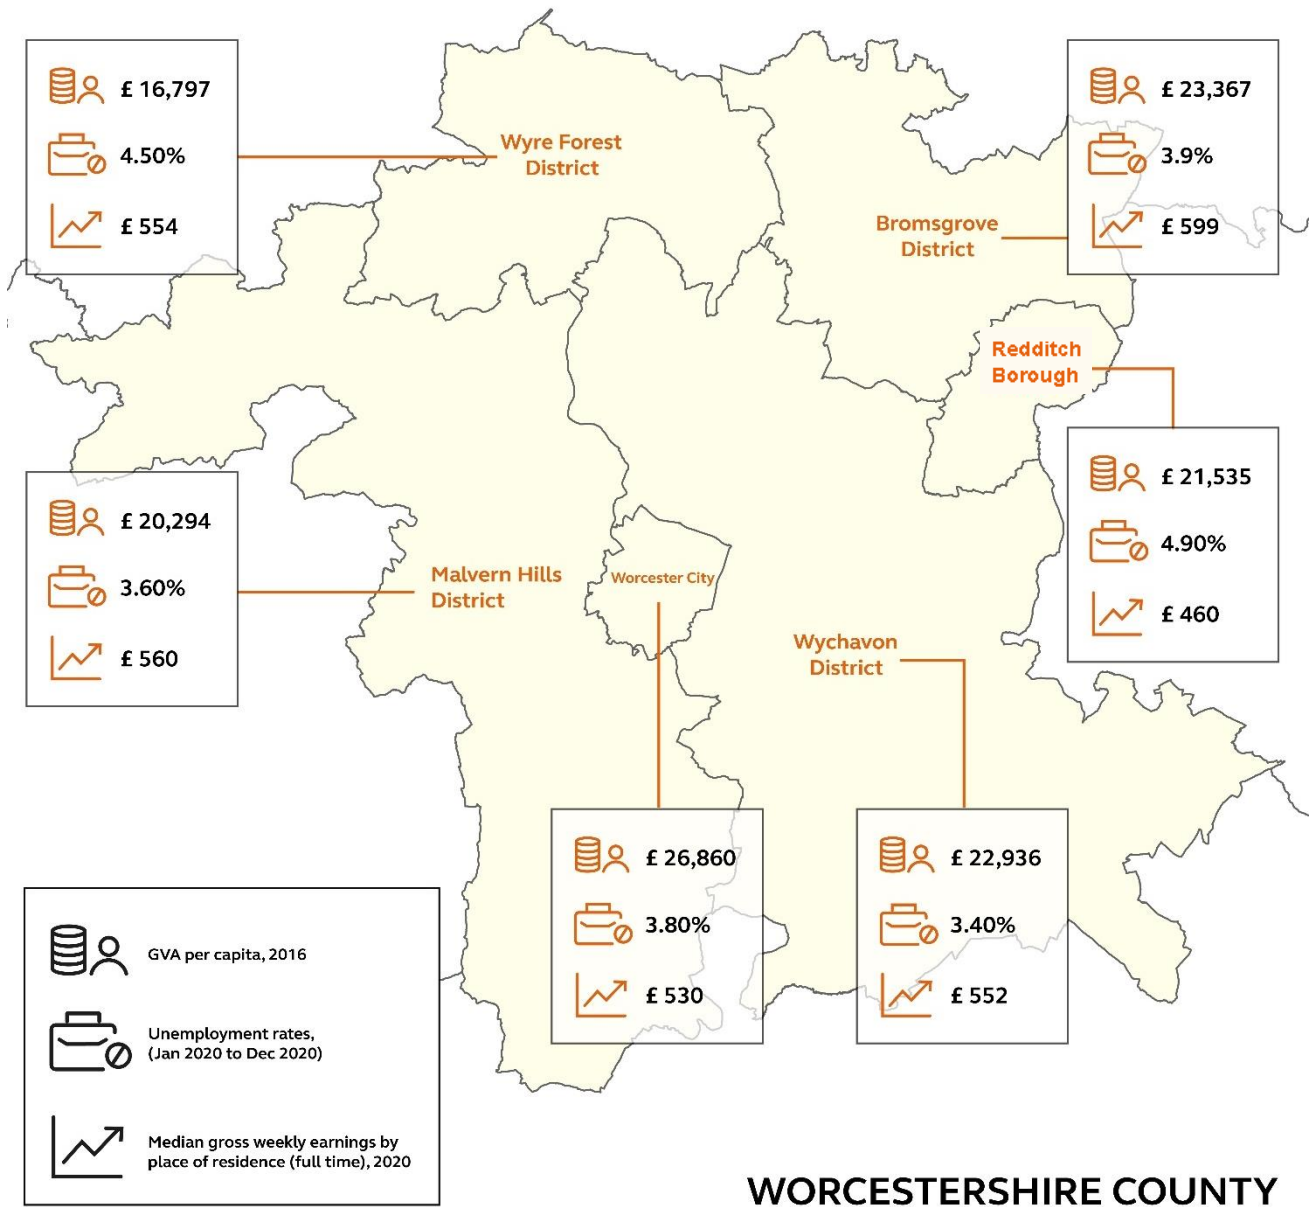 £ 16,797
4.50%
£ 554
Wyre Forest
District
£ 23,367
3.9%
£ 599
Bromsgrove
District
Redditch
Borough
£ 21,535
4.90%
£ 460
£ 20,294
3.60%
£ 560
Malvern Hills
District
Worcester City
Wychavon
District
£ 26,860
3.80%
£ 530
£ 22,936
3.40%
£ 552
GVA per capita, 2016
Unemployment rates,
(Jan 2020 to Dec 2020)
Median gross weekly earnings by
place of residence (full time), 2020
WORCESTERSHIRE COUNTY